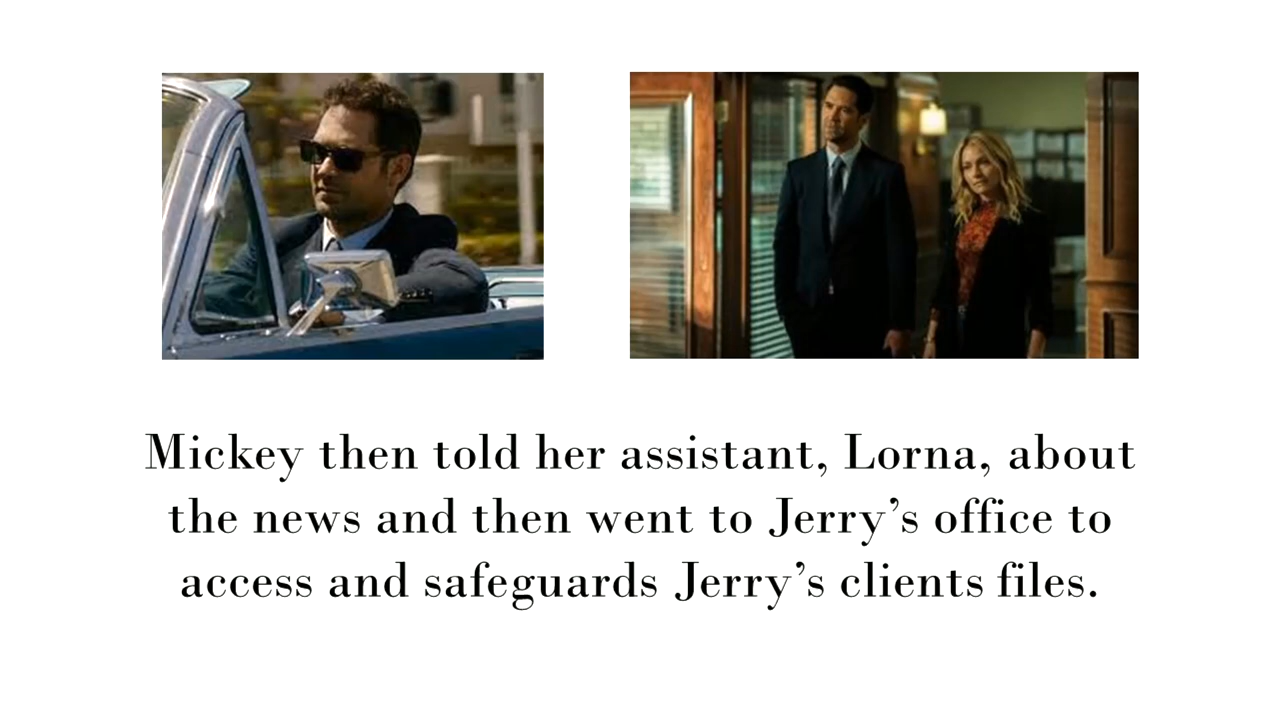 Mickey then told her assistant, Lorna, about
the news and then went to Jerry’s office to
access and safeguards Jerry’s clients files.